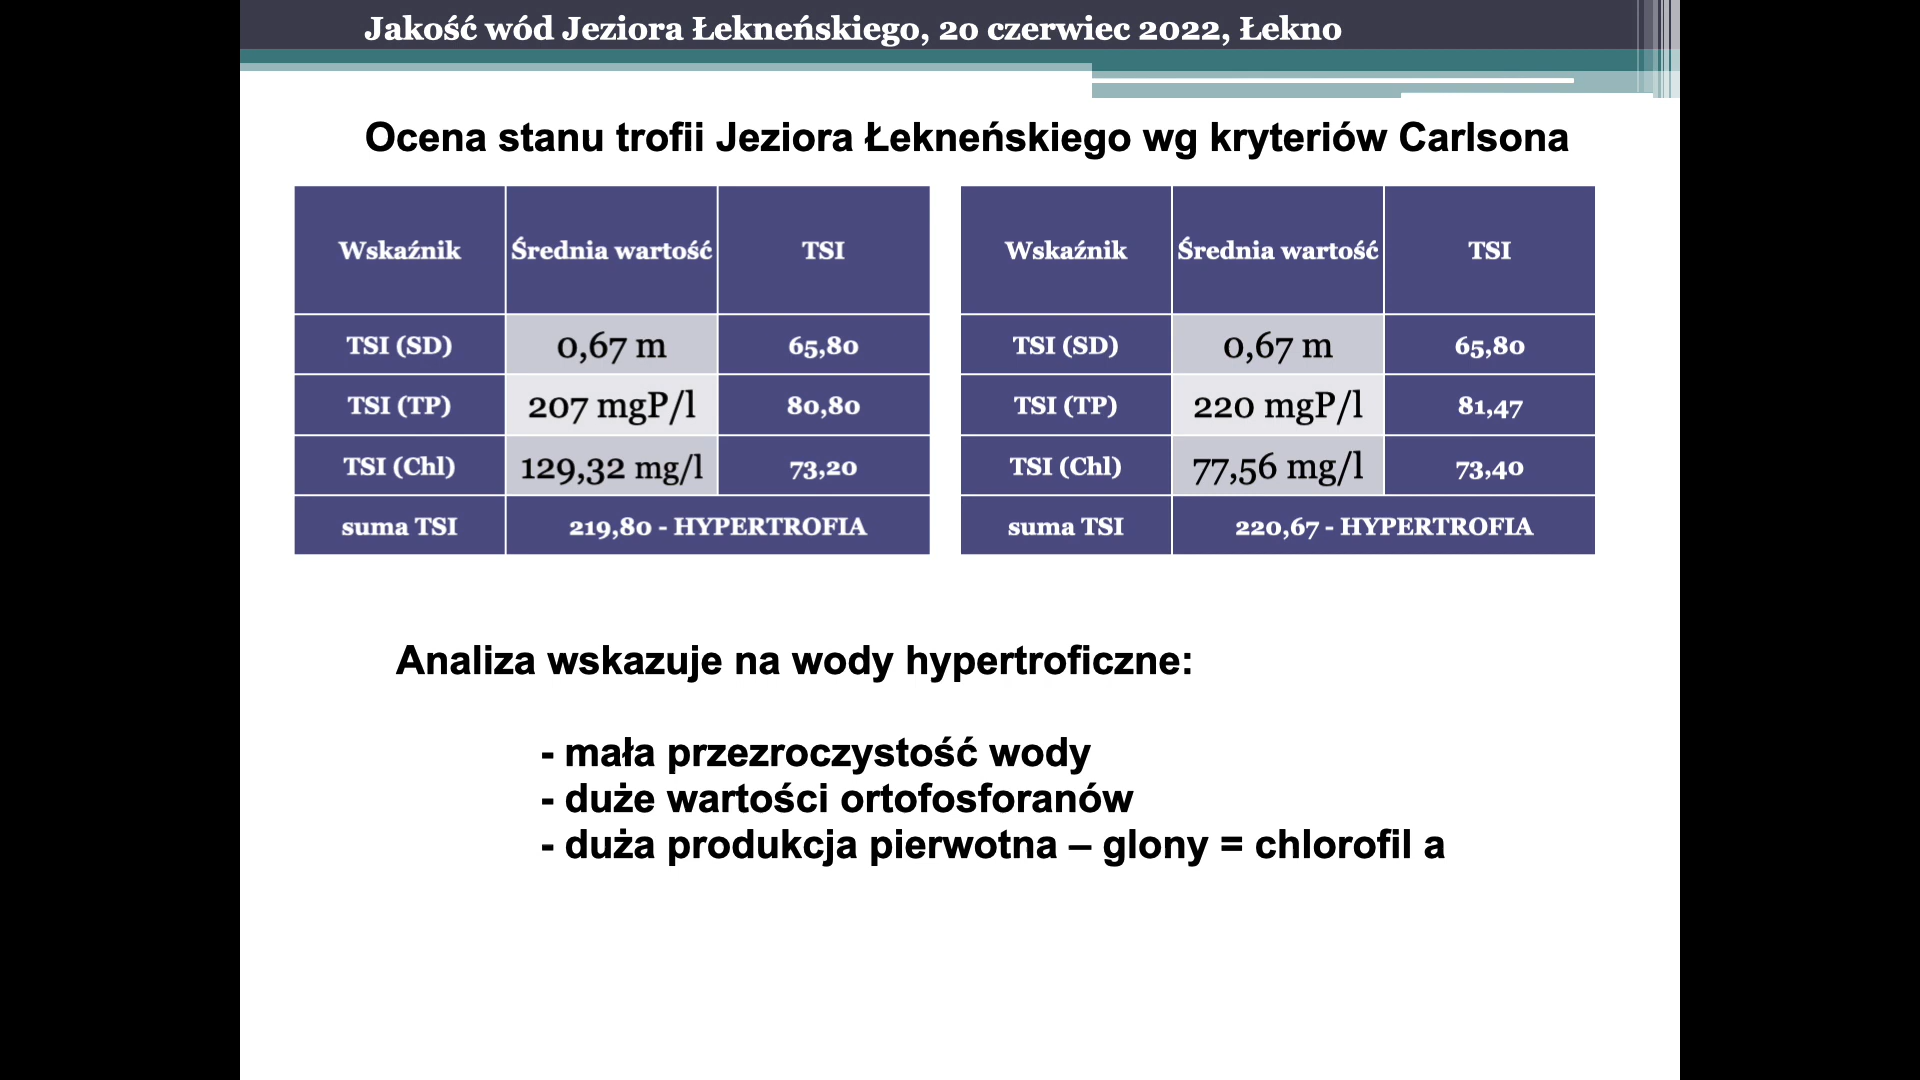 Jakość wód Jeziora Łekneńskiego, 20 czerwiec 2022, Łekno
Ocena stanu trofii Jeziora Łekneńskiego wg kryteriów Carlsona
Wskaźnik Średnia wartość TSI
TSI (SD) 0,67 m 65,80
TSI (TP) 207 mgP/l 80,80
TSI (Chl) 129,32 mg/l 73,20
suma TSI 219,80 - HYPERTROFIA
Wskaźnik Średnia wartość TSI
TSI (SD) 0,67 m 65,80
TSI (TP) 220 mgP/l 81,47
TSI (Chl) 77,56 mg/l 73,40
suma TSI 220,67 - HYPERTROFIA
Analiza wskazuje na wody hypertroficzne:
- mała przezroczystość wody
- duże wartości ortofosforanów
- duża produkcja pierwotna – glony = chlorofil a